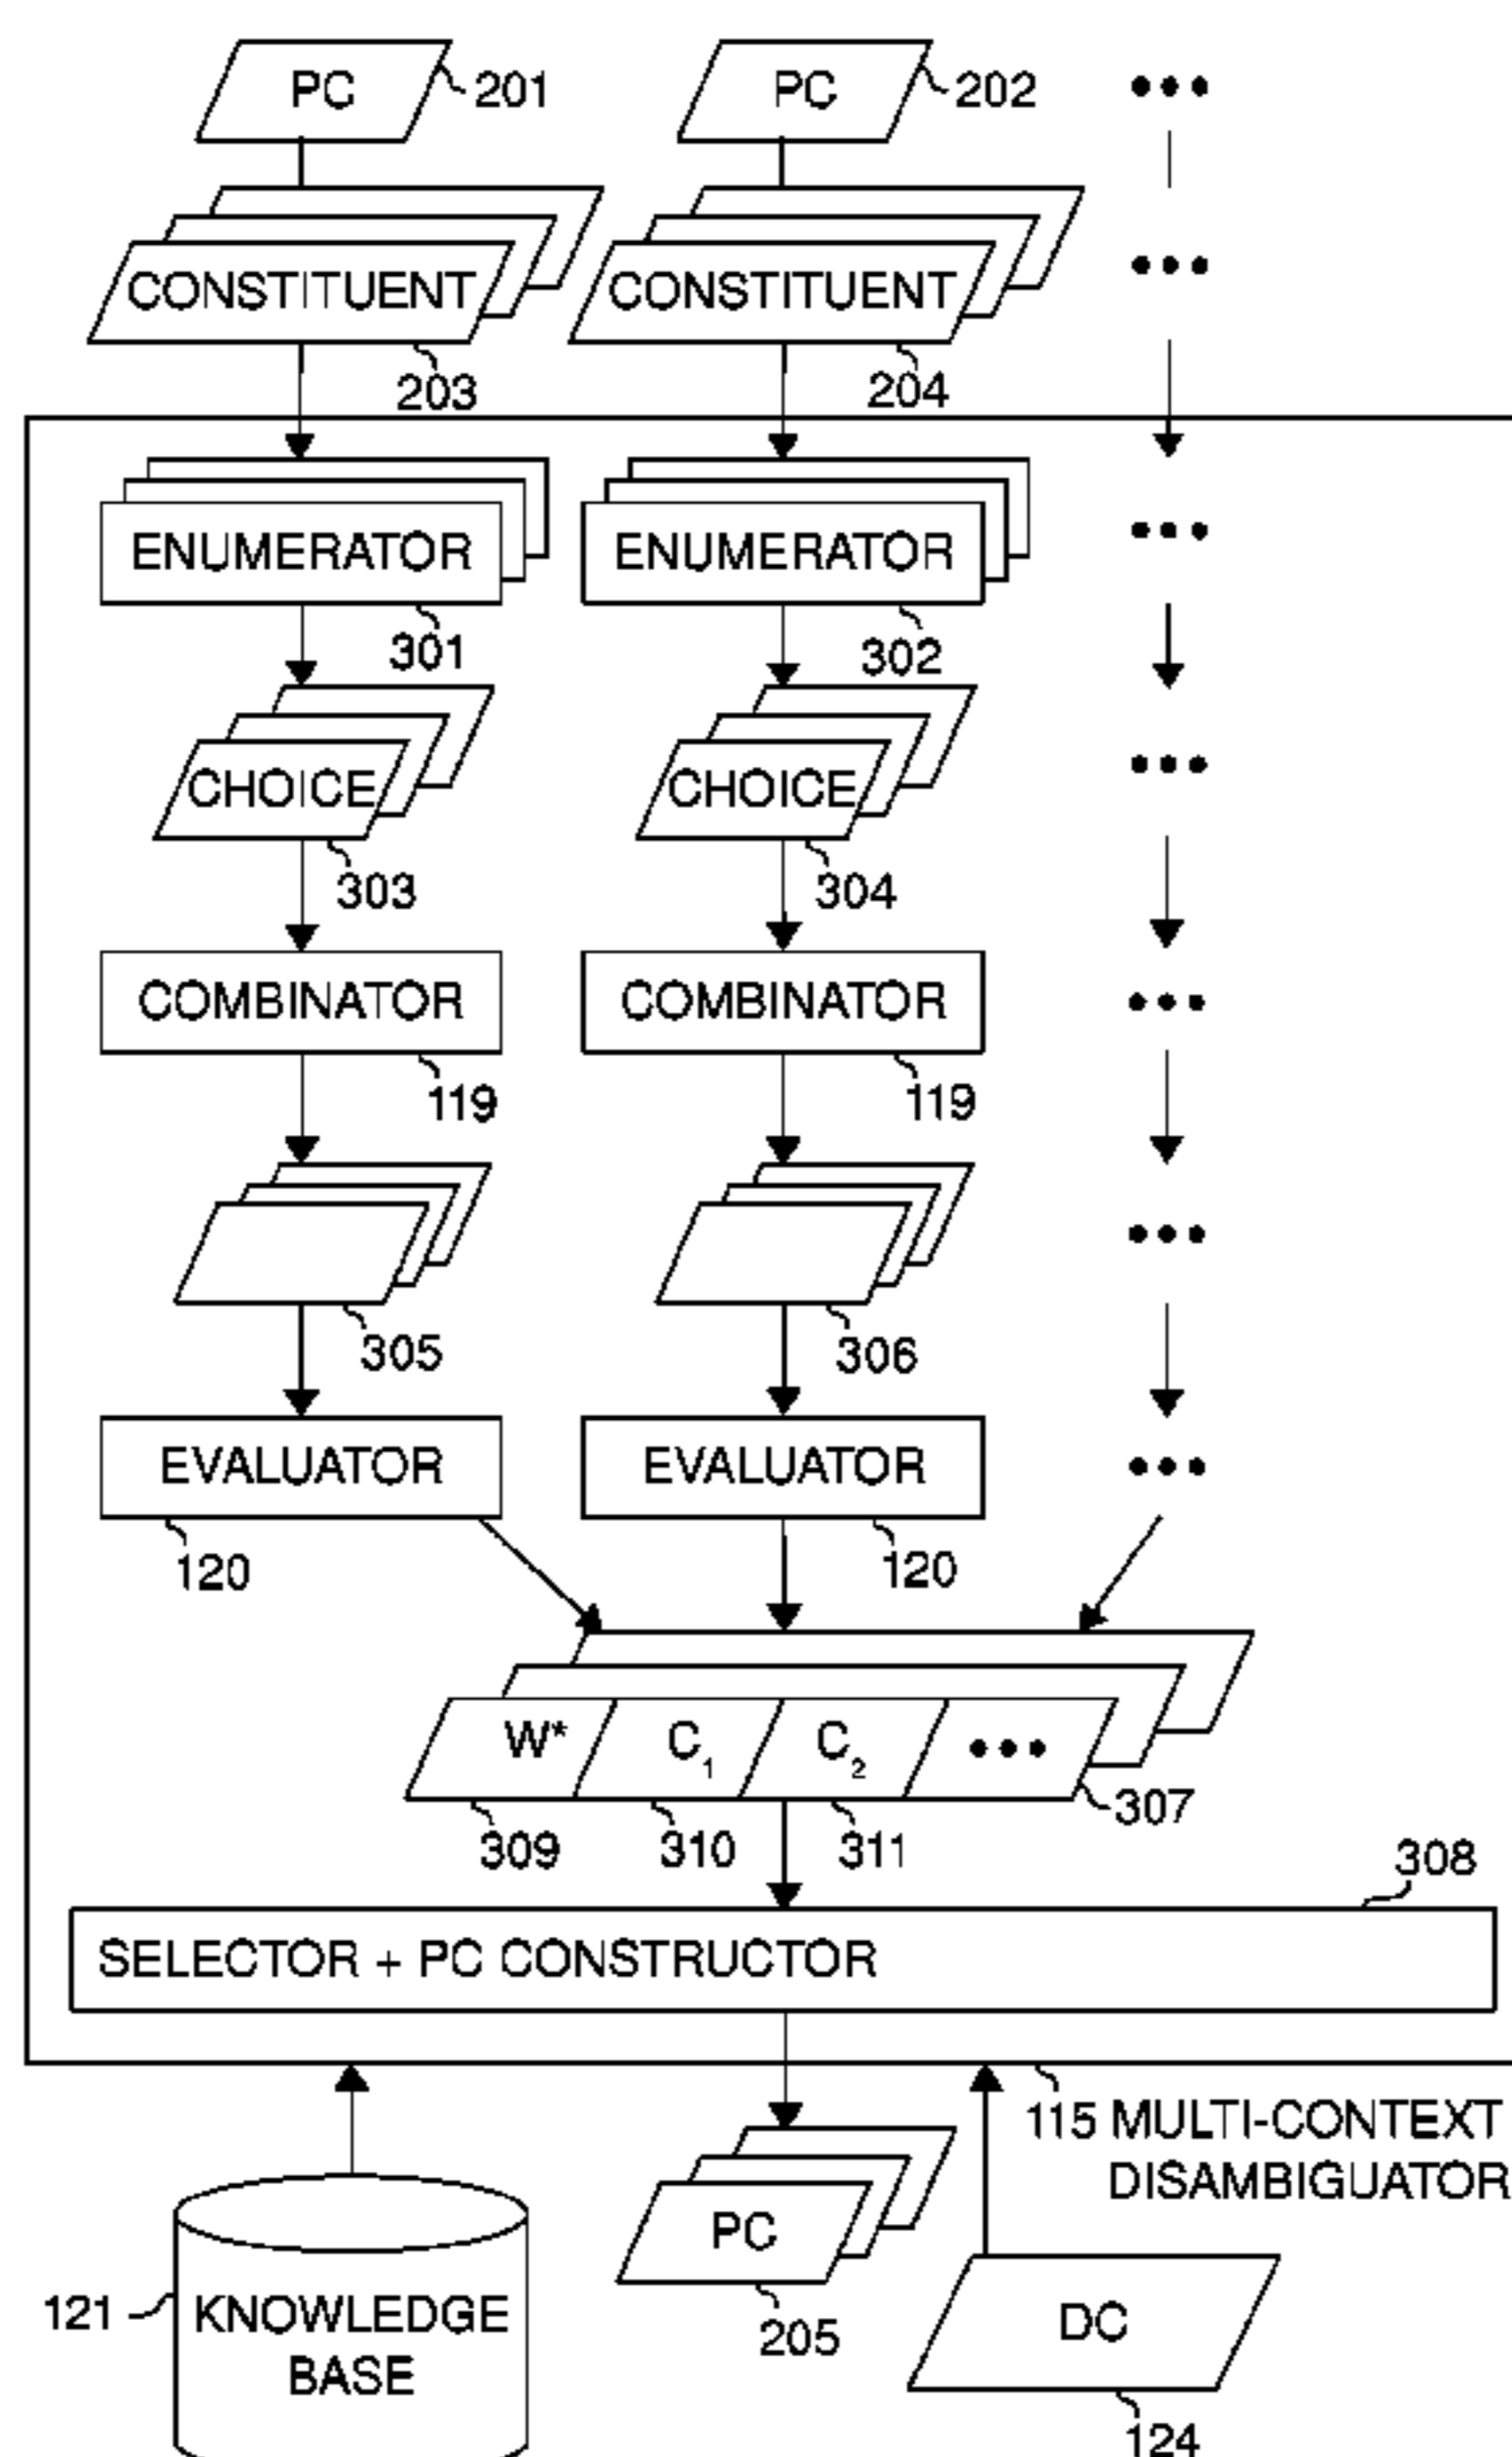 PC 201 PC 202 •••
•••
CONSTITUENT CONSTITUENT
203 204
ENUMERATOR ENUMERATOR •••
301 302
CHOICE CHOICE •••
303 304
COMBINATOR COMBINATOR •••
119 119
•••
305 306
EVALUATOR EVALUATOR •••
120 120
W* C1 C2 •••
307
309 310 311
308
SELECTOR + PC CONSTRUCTOR
115 MULTI-CONTEXT
DISAMBIGUATOR
PC
121 KNOWLEDGE
BASE
205
DC
124